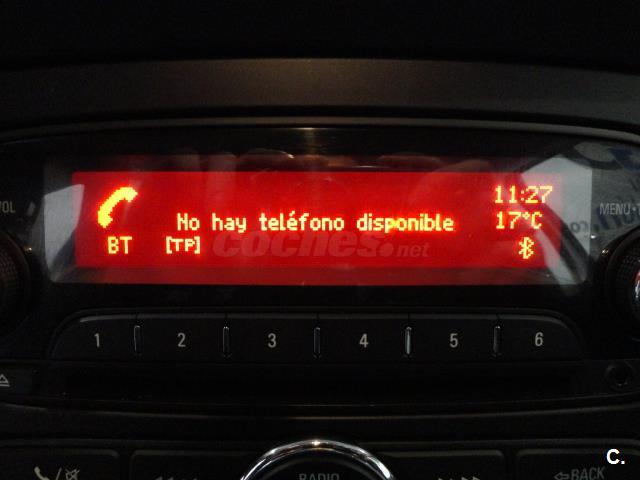 11:27
No hay teléfono disponible 17°C
BT [TP]
coches.net
VOL
MENU-T
1 2 3 4 5 6
RADIO
BACK
C.